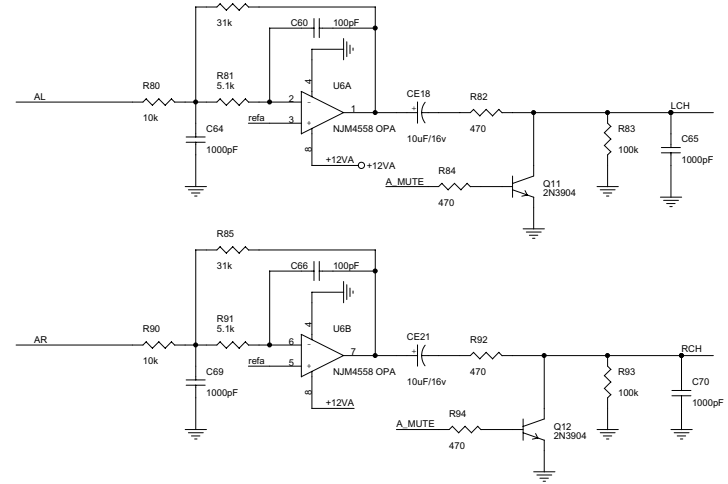 31k
C60 100pF
4
U6A
R80
R81
5.1k
AL
10k
2
-
1
refa
3
+
NJM4558 OPA
C64
1000pF
8
+12VA
+12VA
CE18
+
10uF/16v
R82
470
LCH
R83
100k
C65
1000pF
R84
A_MUTE
470
Q11
2N3904
R85
31k
C66 100pF
4
U6B
R90
R91
5.1k
AR
10k
6
-
7
refa
5
+
NJM4558 OPA
C69
1000pF
8
+12VA
CE21
+
10uF/16v
R92
470
RCH
R93
100k
C70
1000pF
R94
A_MUTE
470
Q12
2N3904